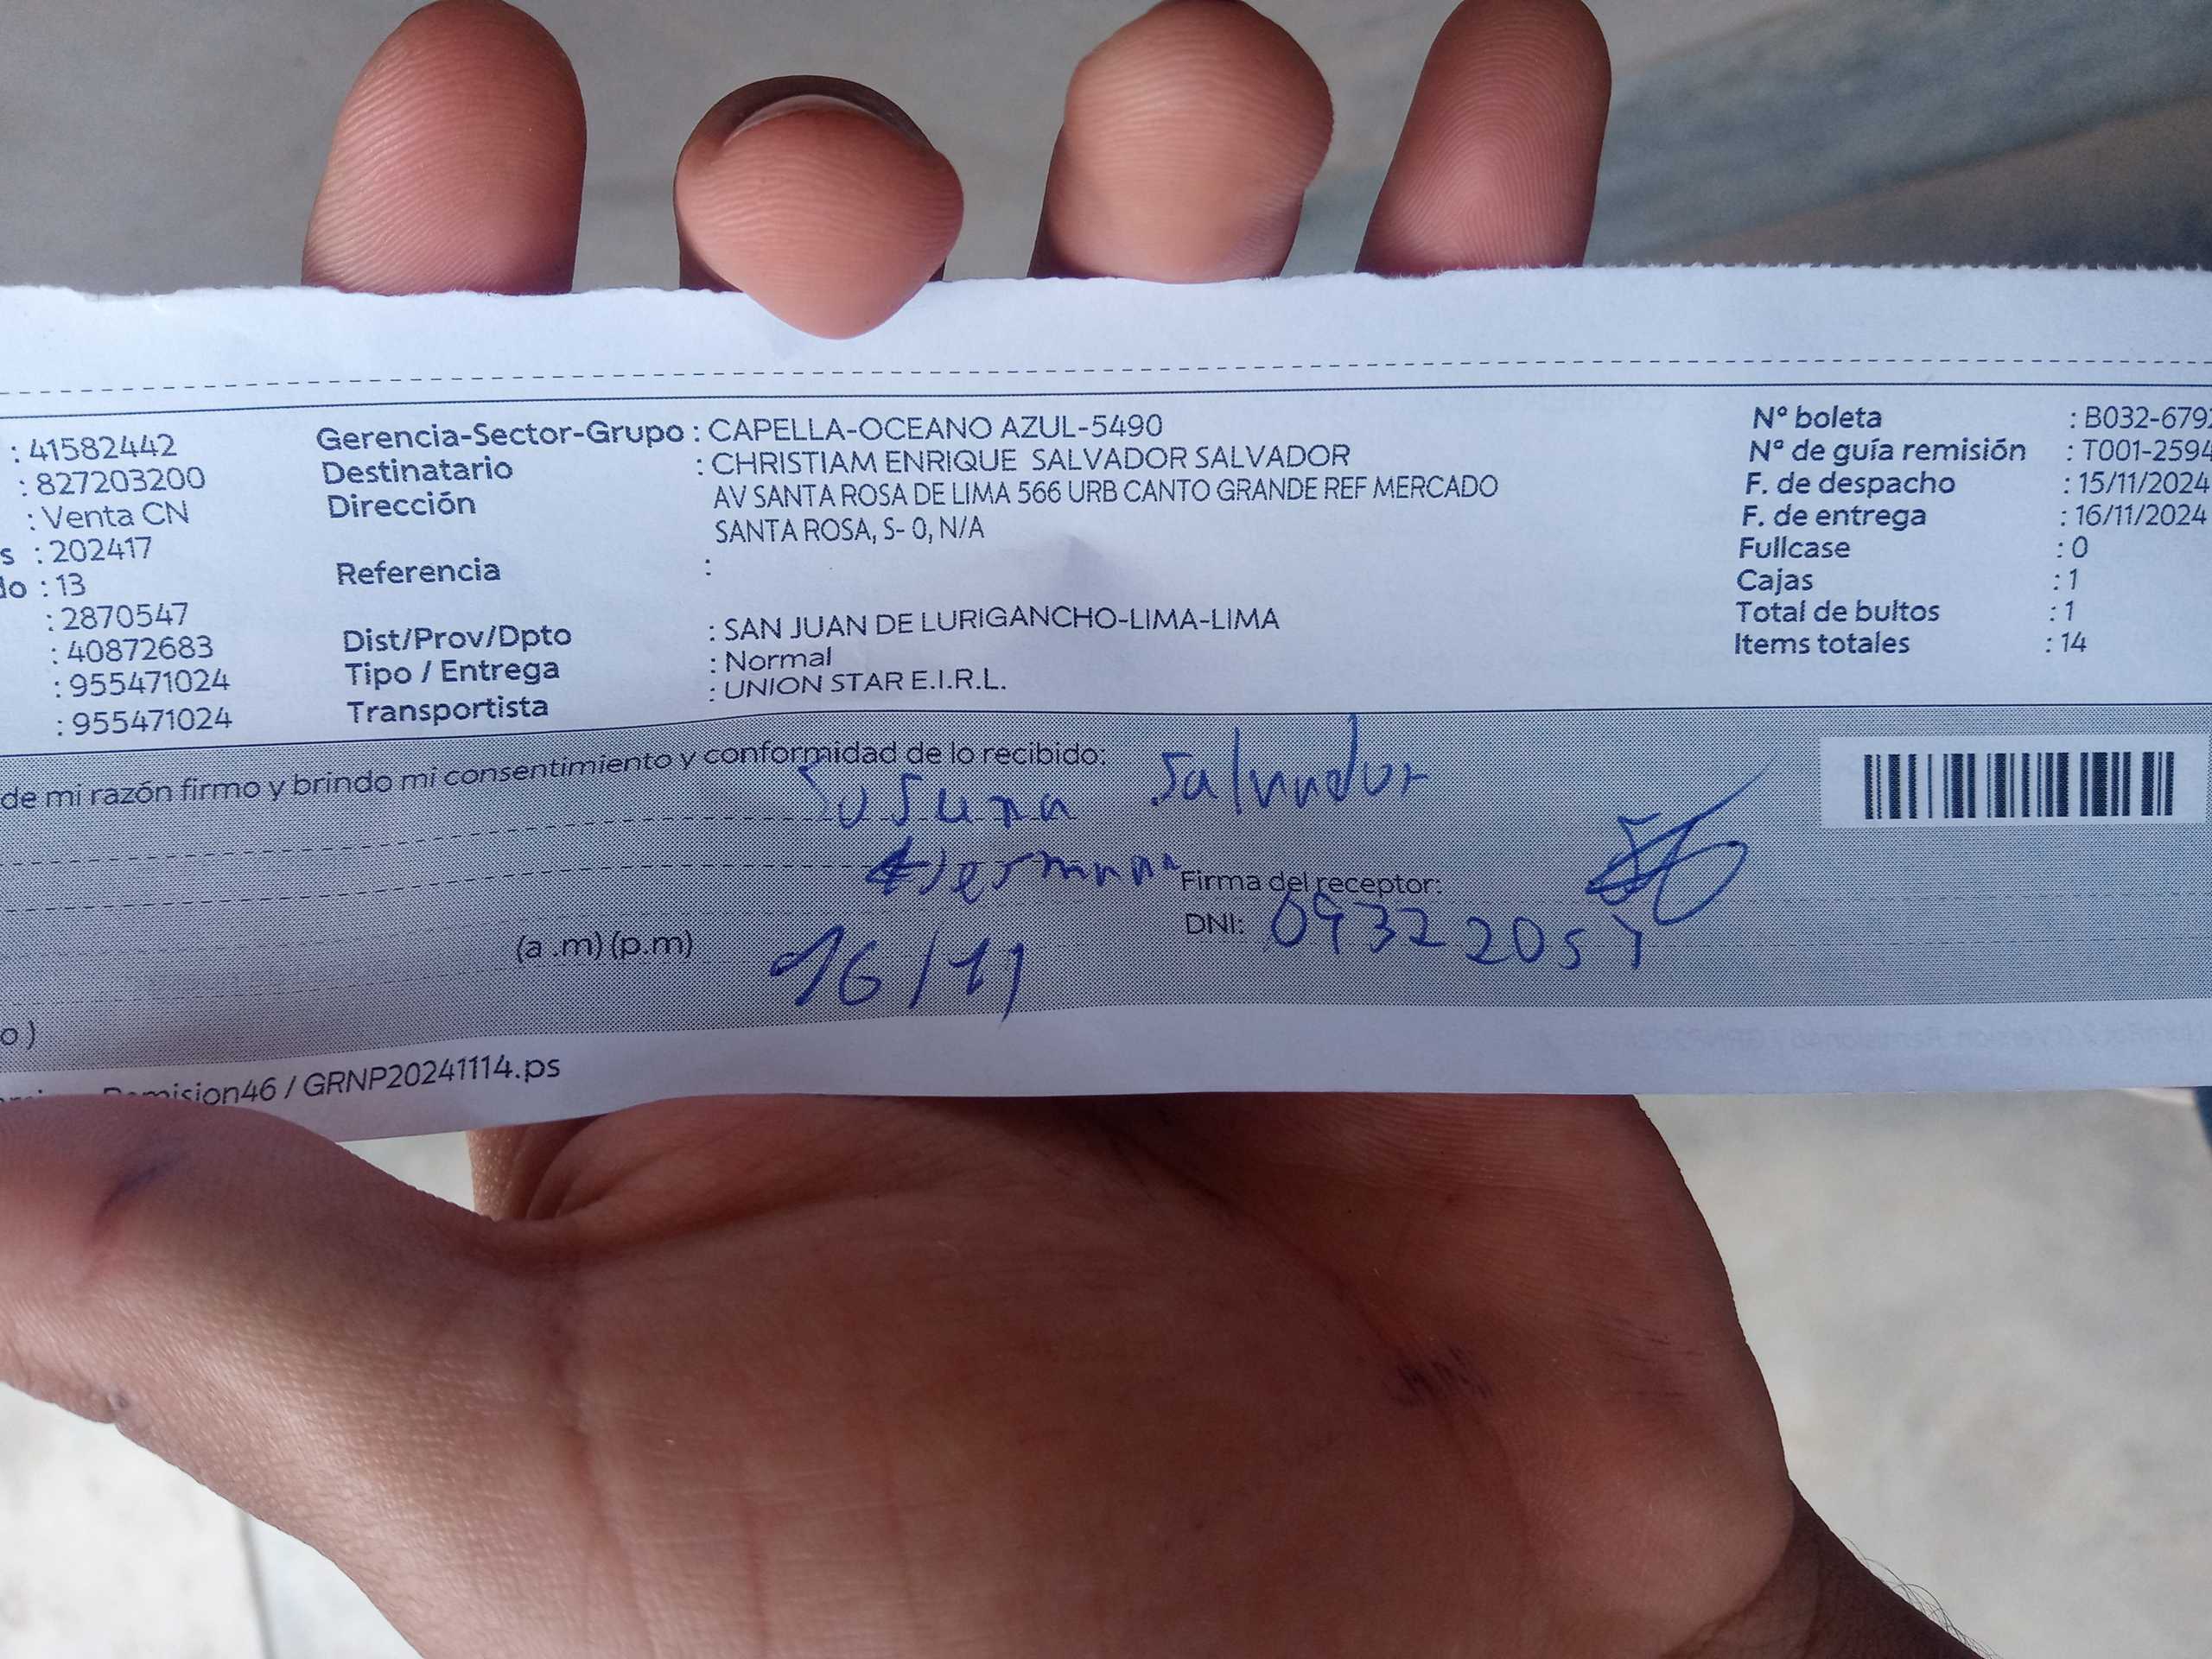 : 41582442
: 827203200
: Venta CN
s : 202417
do : 13
: 2870547
: 40872683
: 955471024
: 955471024
Gerencia-Sector-Grupo : CAPELLA-OCEANO AZUL-5490
Destinatario : CHRISTIAM ENRIQUE SALVADOR SALVADOR
Dirección AV SANTA ROSA DE LIMA 566 URB CANTO GRANDE REF MERCADO
SANTA ROSA, S- 0, N/A
Referencia :
Dist/Prov/Dpto : SAN JUAN DE LURIGANCHO-LIMA-LIMA
Tipo / Entrega : Normal
Transportista : UNION STAR E.I.R.L.
Nº boleta : B032-679
Nº de guía remisión : T001-2594
F. de despacho : 15/11/2024
F. de entrega : 16/11/2024
Fullcase : 0
Cajas : 1
Total de bultos : 1
Items totales : 14
de mi razón firmo y brindo mi consentimiento y conformidad de lo recibido:
Salvador
Hermana
Firma del receptor:
(a .m) (p.m) 16/11
DNI:
o )
Remision46 / GRNP20241114.ps